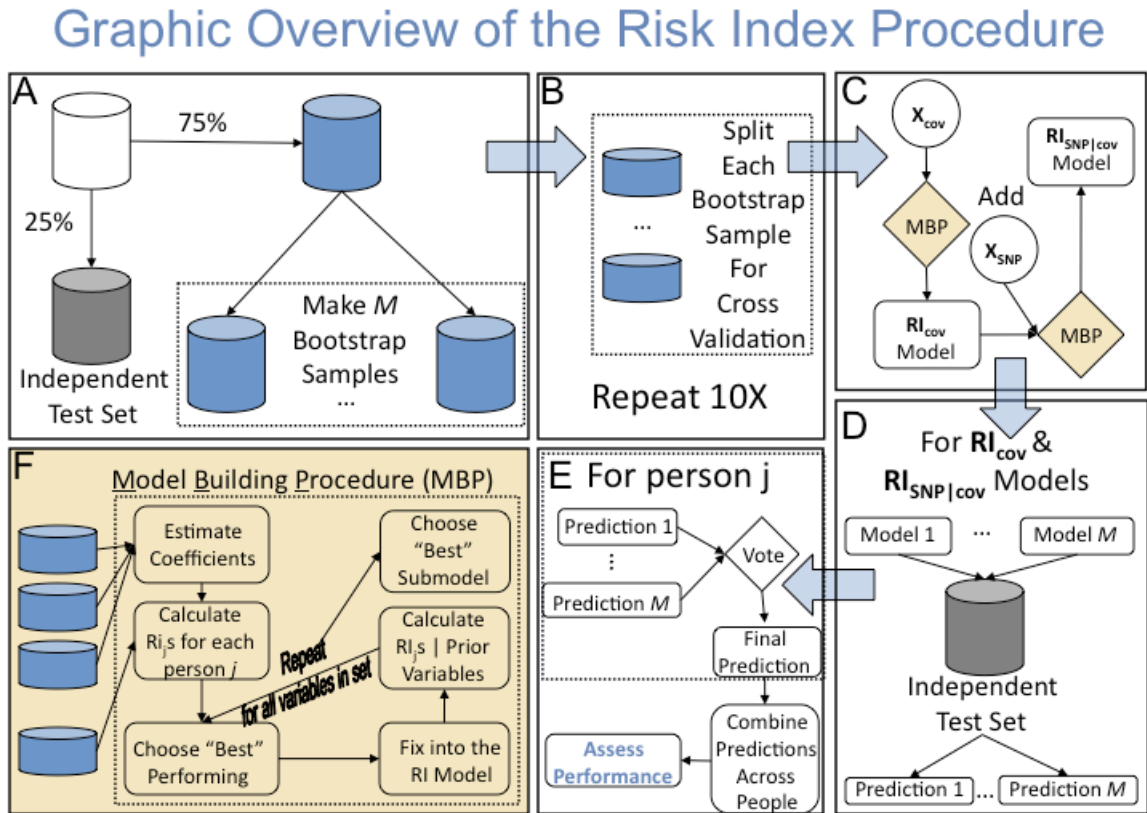 Graphic Overview of the Risk Index Procedure
A
75%
25%
Independent
Test Set
Make M
Bootstrap
Samples
...
B
...
Split
Each
Bootstrap
Sample
For
Cross
Validation
Repeat 10X
C
Xcov
MBP
RIcov
Model
Add
XSNP
MBP
RISNP|cov
Model
D
For RIcov &
RISNP|cov Models
Model 1 ... Model M
Independent
Test Set
Prediction 1 ... Prediction M
E
For person j
Prediction 1
⋮
Prediction M
Vote
Final
Prediction
Combine
Predictions
Across
People
Assess
Performance
F
Model Building Procedure (MBP)
Estimate
Coefficients
Calculate
Rijs for each
person j
Choose "Best"
Performing
Fix into the
RI Model
Calculate
RIjs | Prior
Variables
Repeat
for all variables in set
Choose
"Best"
Submodel